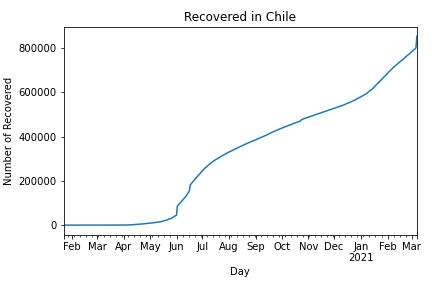 Recovered in Chile
Number of Recovered
800000
600000
400000
200000
0
Feb Mar Apr May Jun Jul Aug Sep Oct Nov Dec Jan Feb Mar
2021
Day